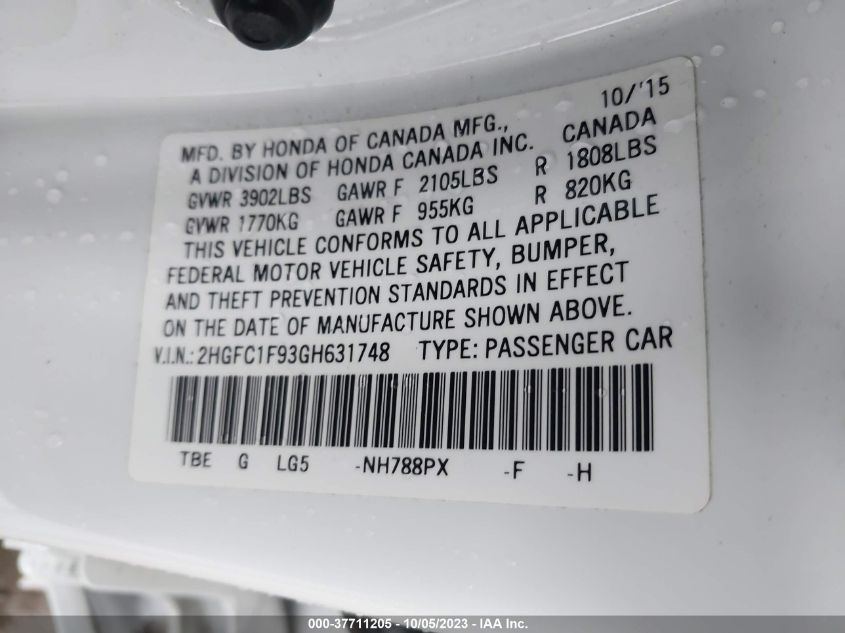 10/'15
MFD. BY HONDA OF CANADA MFG., CANADA
A DIVISION OF HONDA CANADA INC.
GVWR 3902LBS GAWR F 2105LBS R 1808LBS
GVWR 1770KG GAWR F 955KG R 820KG
THIS VEHICLE CONFORMS TO ALL APPLICABLE
FEDERAL MOTOR VEHICLE SAFETY, BUMPER,
AND THEFT PREVENTION STANDARDS IN EFFECT
ON THE DATE OF MANUFACTURE SHOWN ABOVE.
V.I.N.: 2HGFC1F93GH631748 TYPE: PASSENGER CAR
TBE G LG5 -NH788PX -F -H
000-37711205 - 10/05/2023 - IAA Inc.